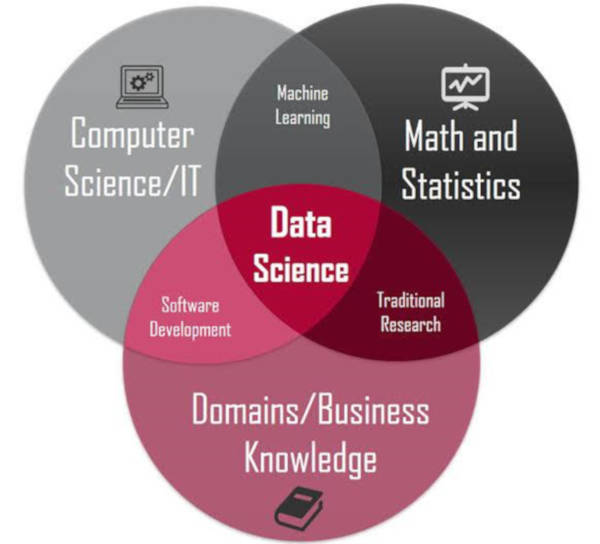 Machine
Learning
Computer
Science/IT
Math and
Statistics
Data
Science
Software
Development
Traditional
Research
Domains/Business
Knowledge